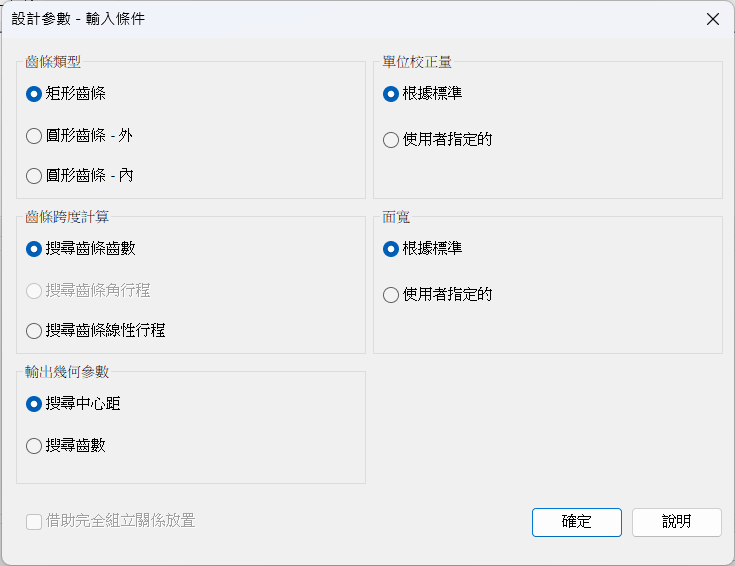 設計參數 - 輸入條件
齒條類型
矩形齒條
圓形齒條 - 外
圓形齒條 - 內
單位校正量
根據標準
使用者指定的
齒條跨度計算
搜尋齒條齒數
搜尋齒條角行程
搜尋齒條線性行程
面寬
根據標準
使用者指定的
輸出幾何參數
搜尋中心距
搜尋齒數
借助完全組立關係放置
確定
說明